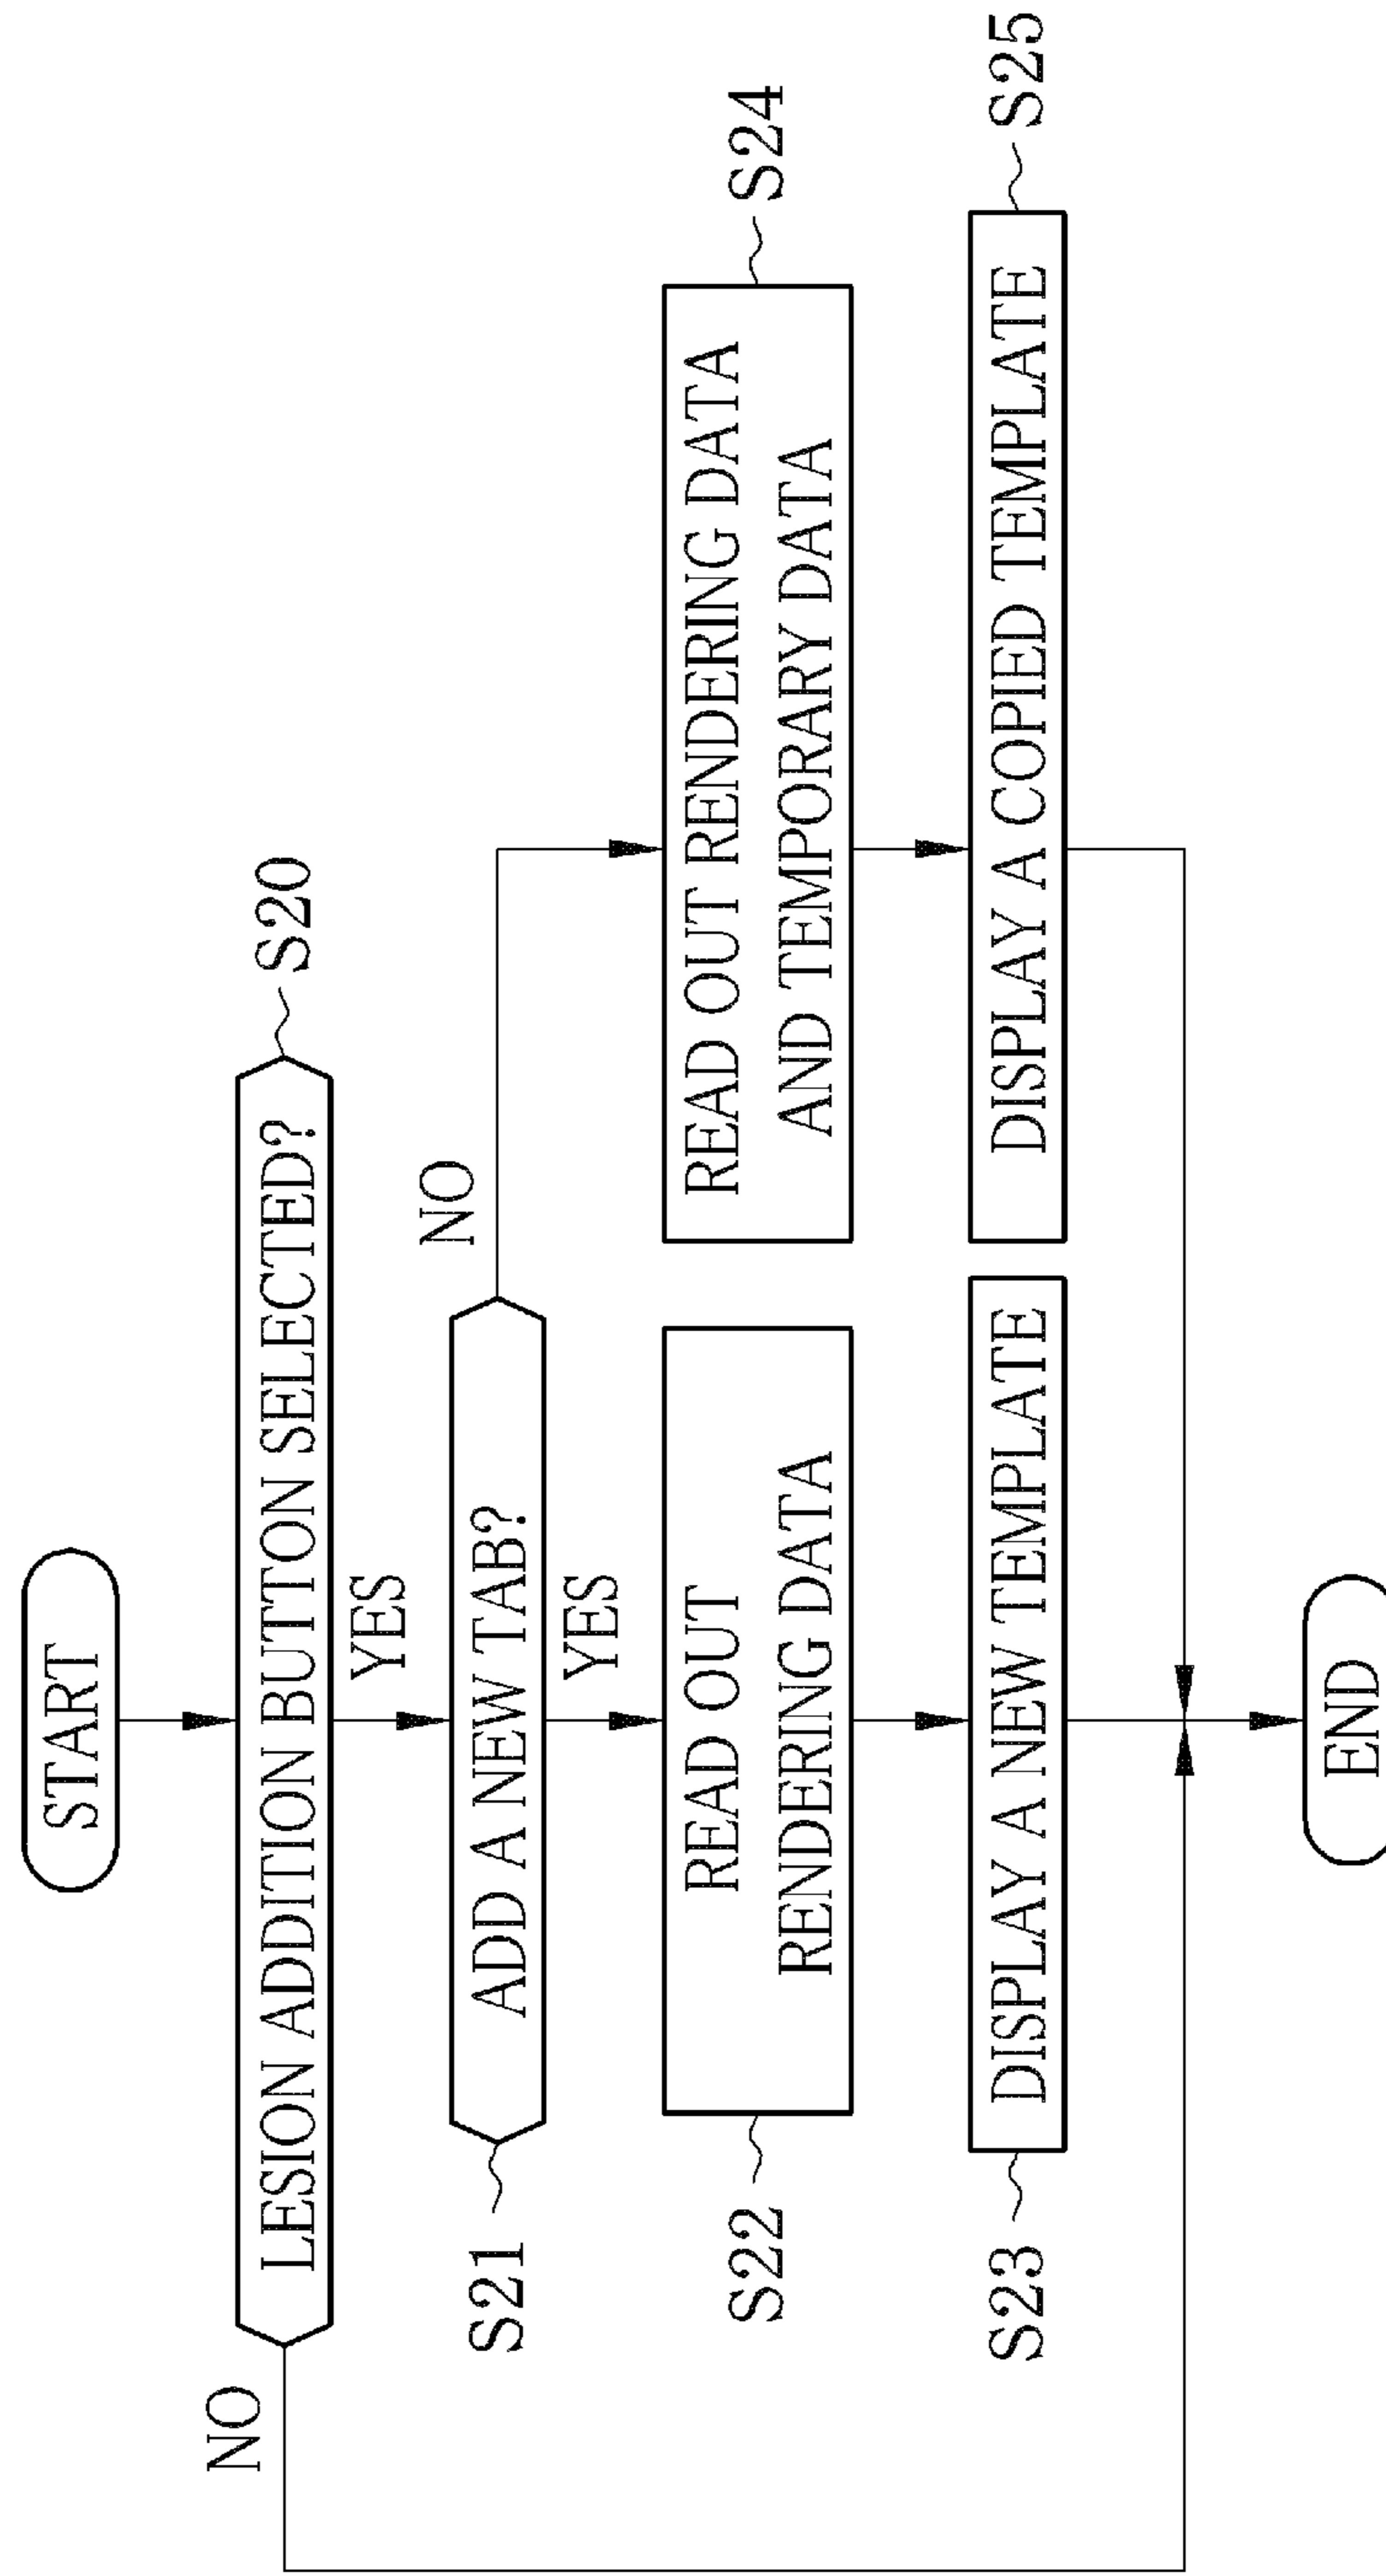 START
LESION ADDITION BUTTON SELECTED?
S20
NO
YES
S21
ADD A NEW TAB?
NO
YES
S22
READ OUT
RENDERING DATA
READ OUT RENDERING DATA
AND TEMPORARY DATA
S24
S23
DISPLAY A NEW TEMPLATE
DISPLAY A COPIED TEMPLATE
S25
END